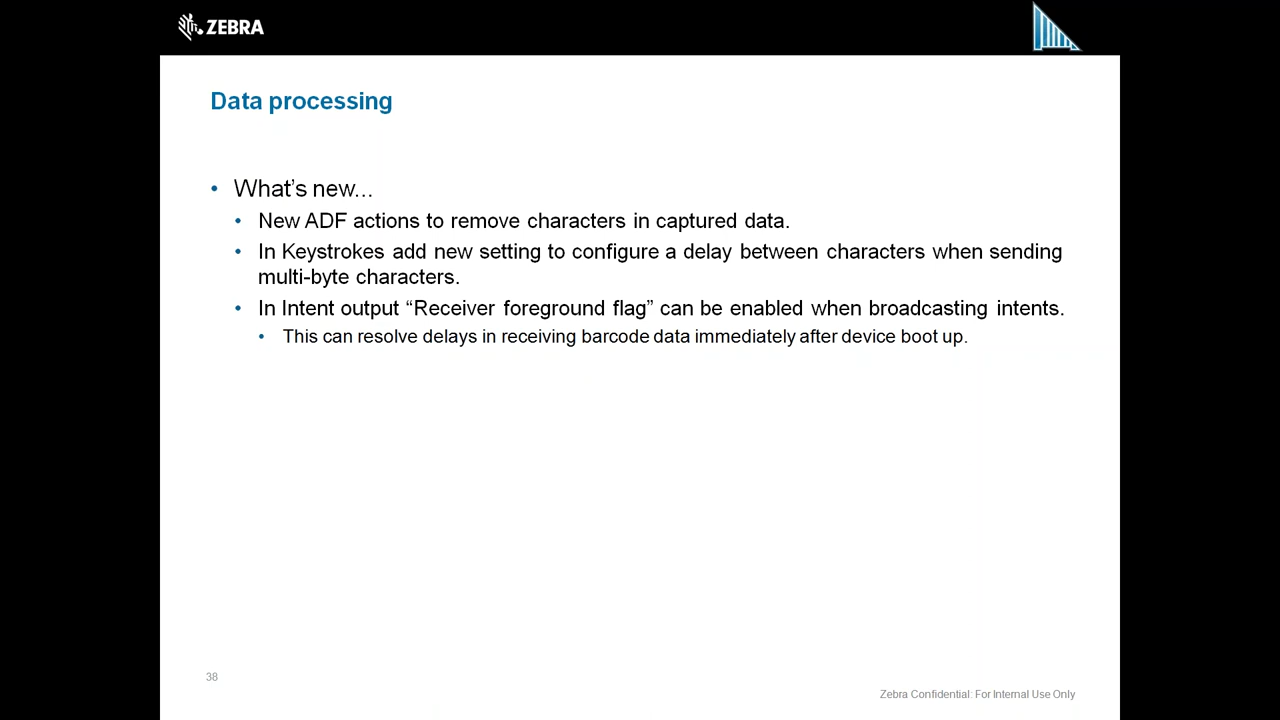 ZEBRA
Data processing
• What's new...
• New ADF actions to remove characters in captured data.
• In Keystrokes add new setting to configure a delay between characters when sending
multi-byte characters.
• In Intent output “Receiver foreground flag” can be enabled when broadcasting intents.
• This can resolve delays in receiving barcode data immediately after device boot up.
38
Zebra Confidential: For Internal Use Only